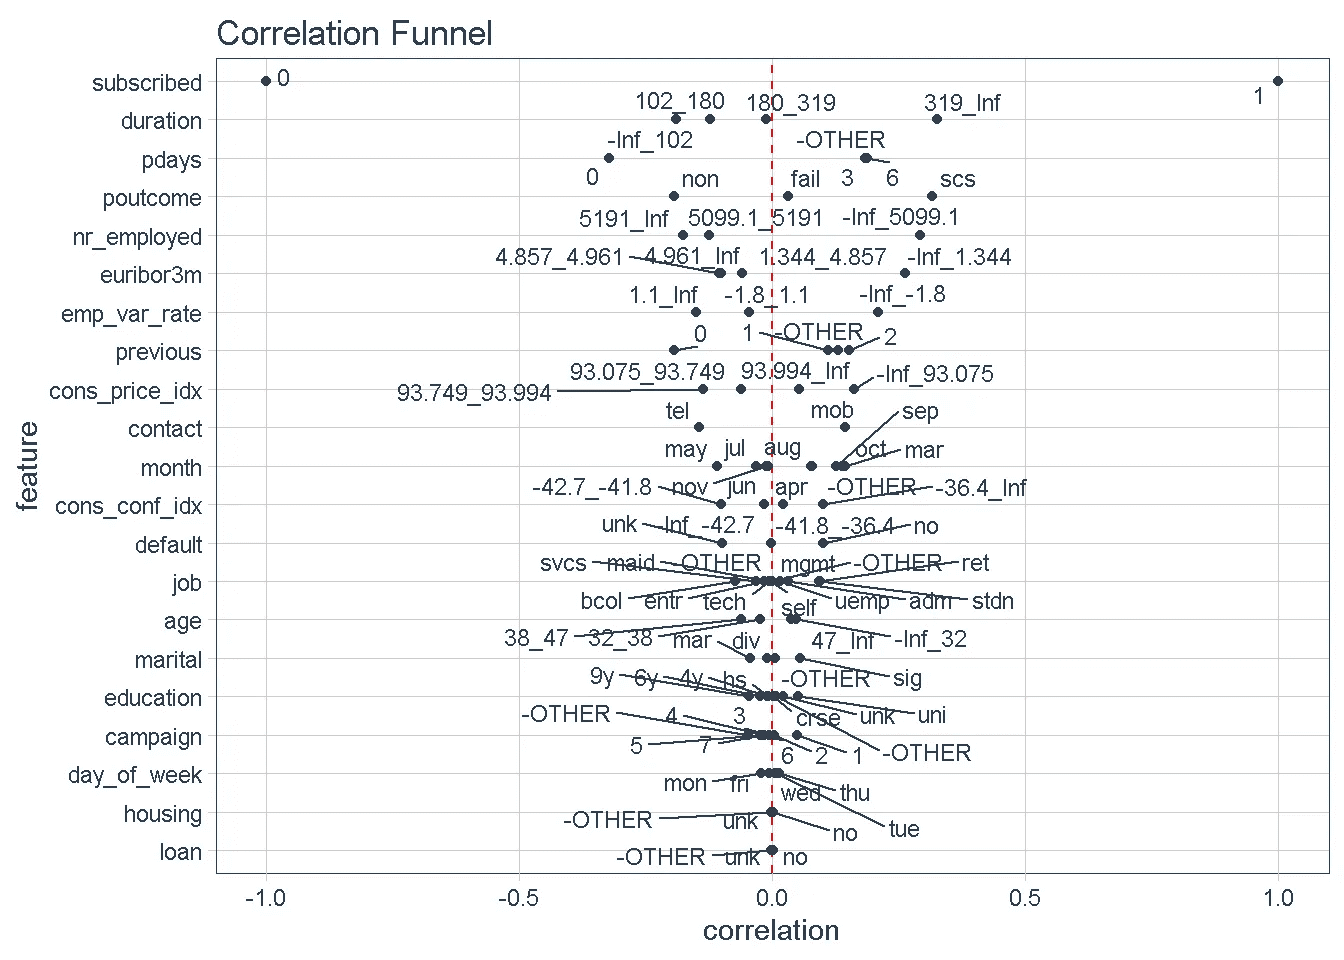 Correlation Funnel
subscribed 0 1
102_180 180_319 319_Inf
duration
-Inf_102 -OTHER
pdays
0 non fail 3 6 scs
poutcome
5191_Inf 5099.1_5191 -Inf_5099.1
nr_employed
4.857_4.961 4.961_Inf 1.344_4.857 -Inf_1.344
euribor3m
1.1_Inf -1.8_1.1 -Inf_-1.8
emp_var_rate
0 1 -OTHER 2
previous
93.075_93.749 93.994_Inf -Inf_93.075
cons_price_idx 93.749_93.994
tel mob sep
contact
may jul aug oct mar
month
-42.7_-41.8 nov jun apr -OTHER -36.4_Inf
cons_conf_idx
unk -Inf_-42.7 -41.8_-36.4 no
default
svcs maid -OTHER mgmt -OTHER ret
job
bcol entr tech self uemp adm stdn
age
38_47 32_38 mar div 47_Inf -Inf_32
marital
9y 6y 4y hs -OTHER sig
education
-OTHER 4 3 crse unk uni
campaign
5 7 6 2 1 -OTHER
day_of_week
mon fri wed thu
housing
-OTHER unk no tue
loan
-OTHER unk no
-1.0 -0.5 0.0 0.5 1.0
correlation
feature